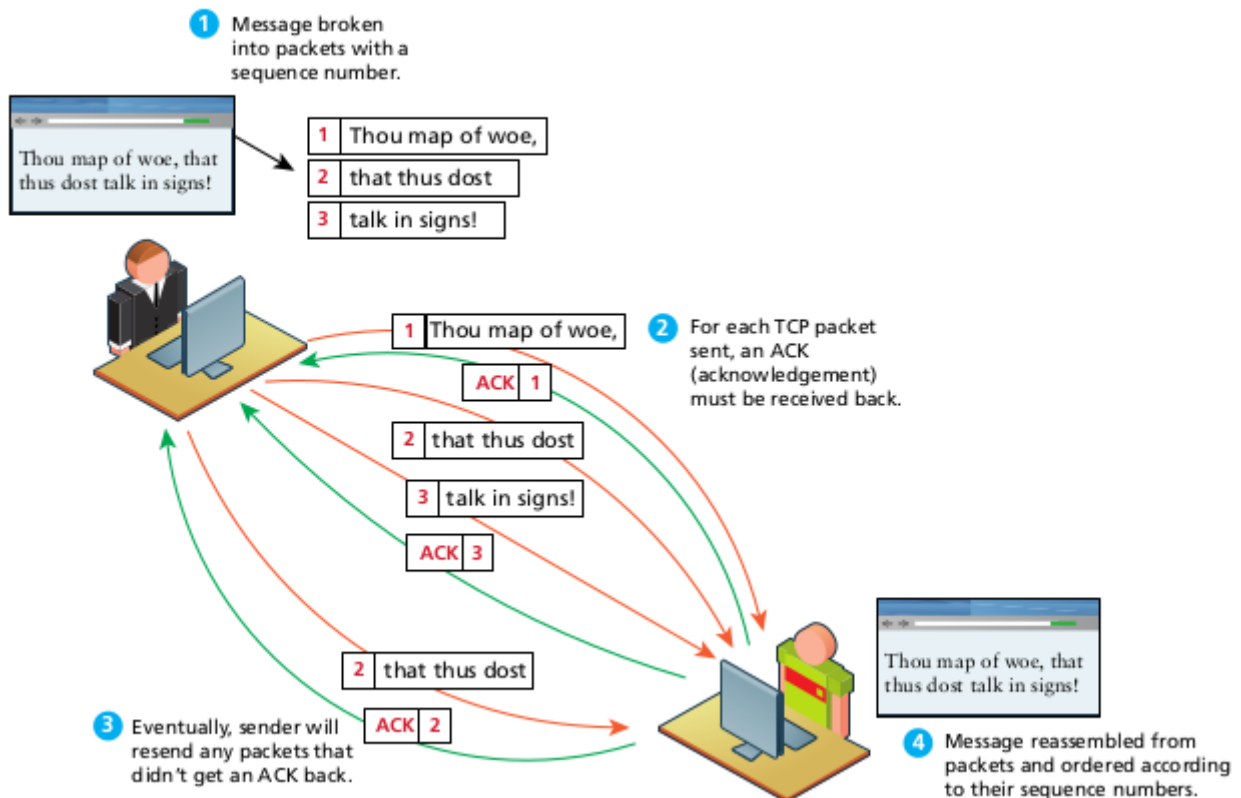 1 Message broken
into packets with a
sequence number.
Thou map of woe, that
thus dost talk in signs!
1 Thou map of woe,
2 that thus dost
3 talk in signs!
1 Thou map of woe,
ACK 1
2 For each TCP packet
sent, an ACK
(acknowledgement)
must be received back.
2 that thus dost
3 talk in signs!
ACK 3
2 that thus dost
ACK 2
3 Eventually, sender will
resend any packets that
didn't get an ACK back.
Thou map of woe, that
thus dost talk in signs!
4 Message reassembled from
packets and ordered according
to their sequence numbers.